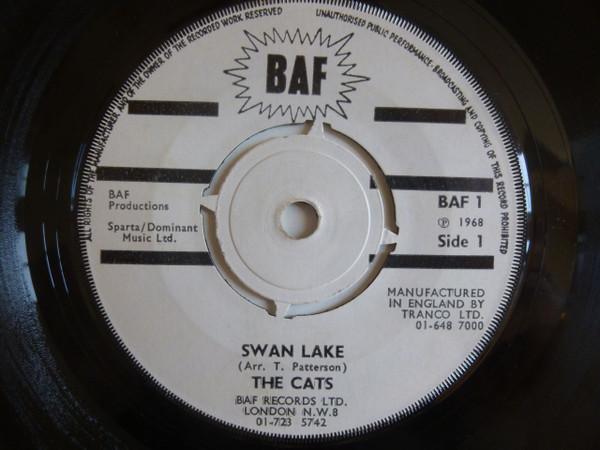 ALL RIGHTS OF THE MANUFACTURER AND OF THE OWNER OF THE RECORDED WORK RESERVED
UNAUTHORISED PUBLIC PERFORMANCE, BROADCASTING AND COPYING OF THIS RECORD PROHIBITED
BAF
BAF
Productions
Sparta/Dominant
Music Ltd.
BAF 1
℗ 1968
Side 1
MANUFACTURED
IN ENGLAND BY
TRANCO LTD.
01-648 7000
SWAN LAKE
(Arr. T. Patterson)
THE CATS
BAF RECORDS LTD.
LONDON N.W.8
01-723 5742